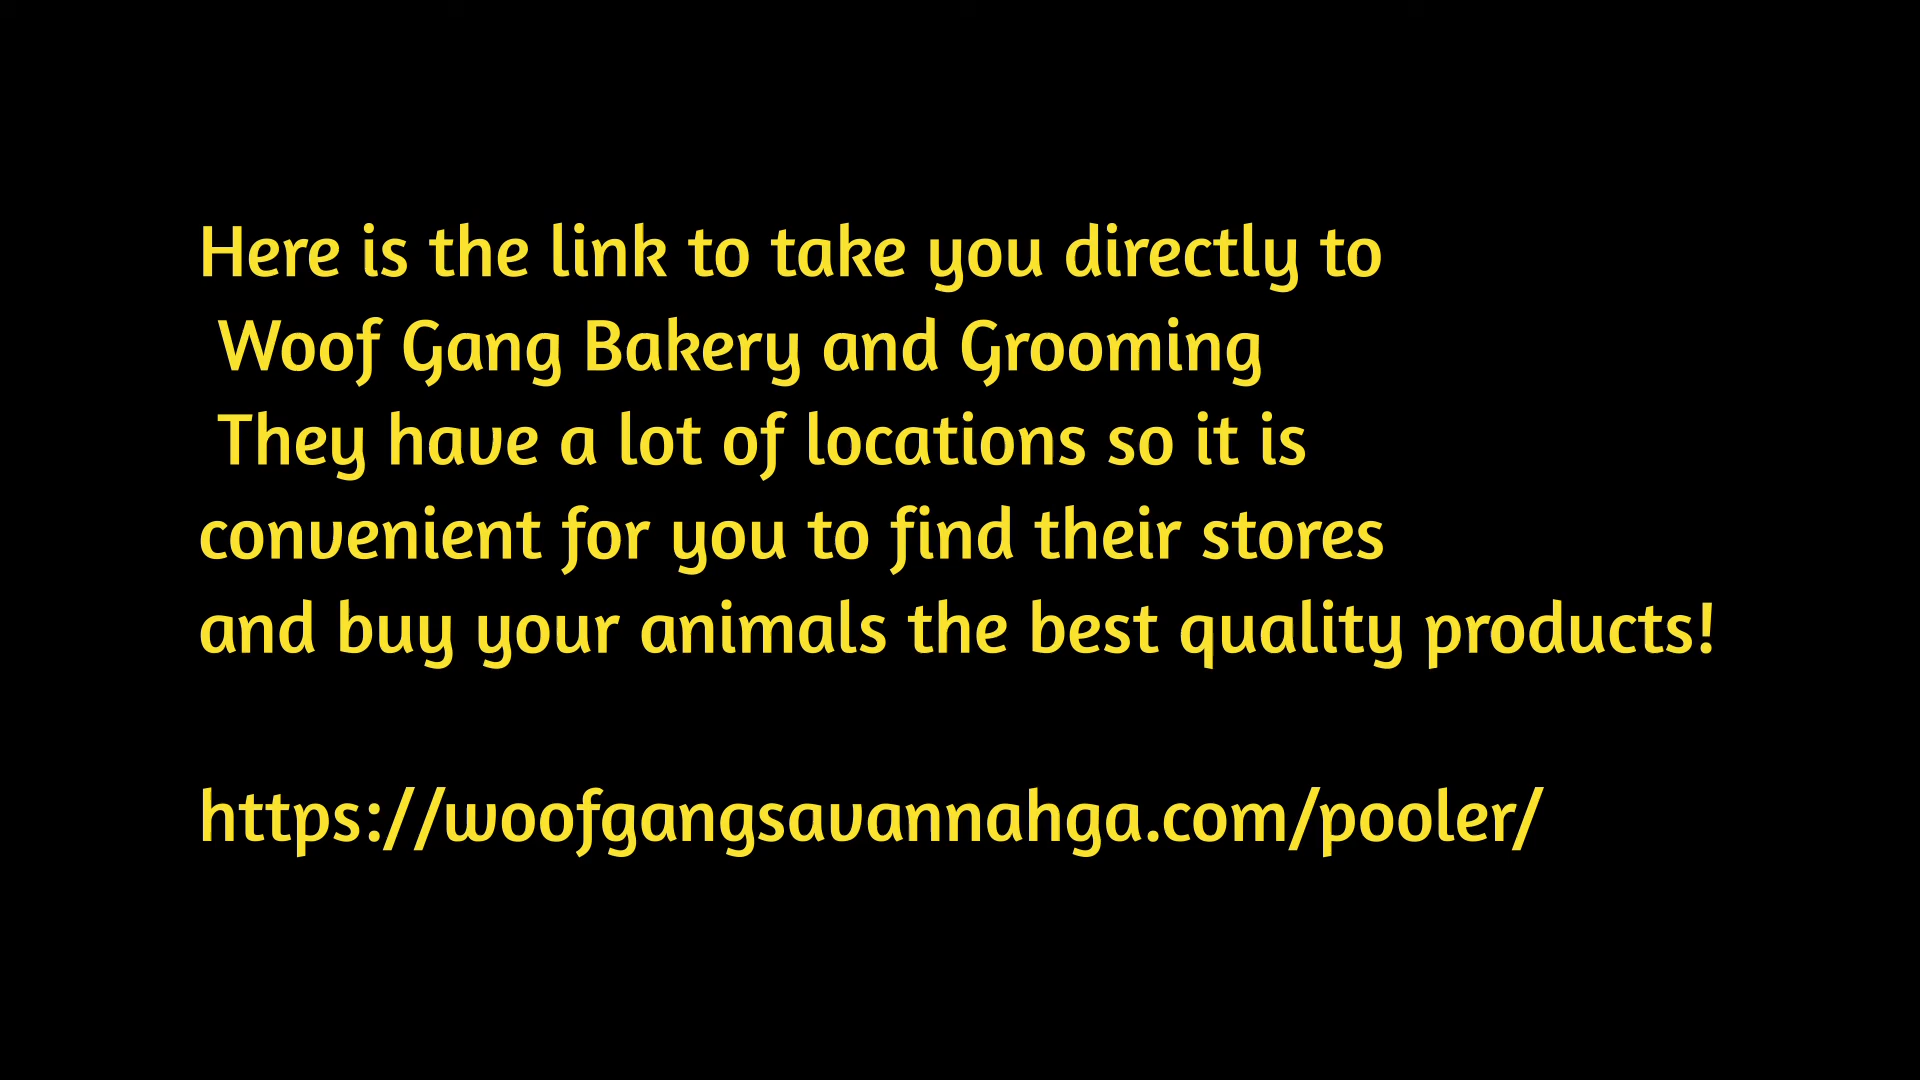 Here is the link to take you directly to
Woof Gang Bakery and Grooming
They have a lot of locations so it is
convenient for you to find their stores
and buy your animals the best quality products!
https://woofgangsavannahga.com/pooler/